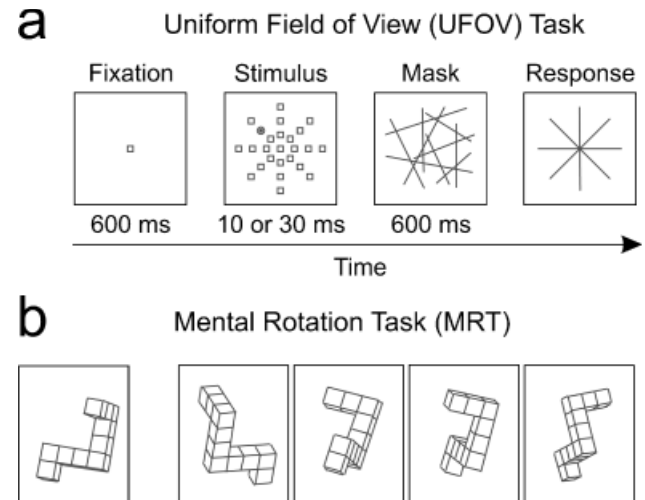 a
Uniform Field of View (UFOV) Task
Fixation Stimulus Mask Response
600 ms 10 or 30 ms 600 ms
Time
b
Mental Rotation Task (MRT)